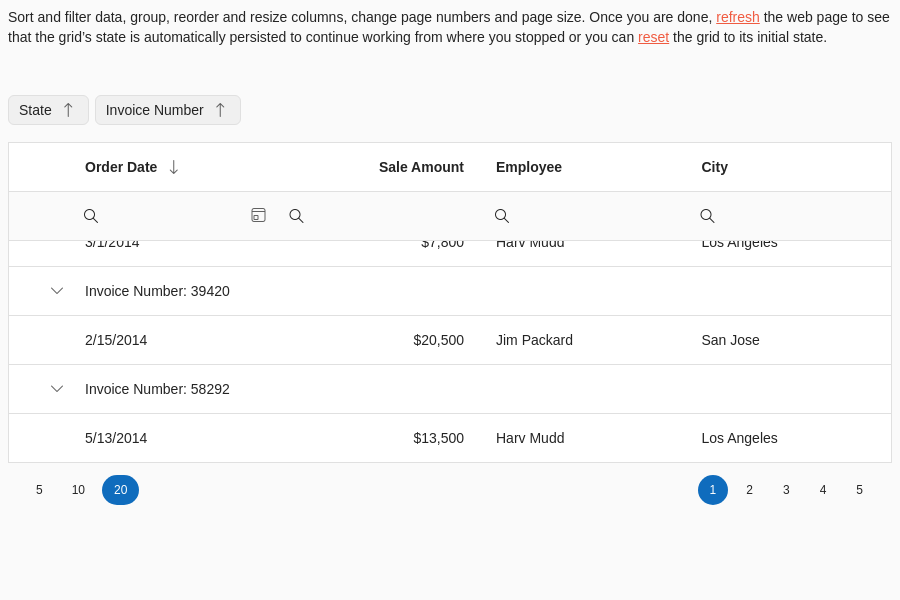 Sort and filter data, group, reorder and resize columns, change page numbers and page size. Once you are done, refresh the web page to see
that the grid’s state is automatically persisted to continue working from where you stopped or you can reset the grid to its initial state.
State Invoice Number
Order Date Sale Amount Employee City
3/1/2014 $7,800 Harv Mudd Los Angeles
Invoice Number: 39420
2/15/2014 $20,500 Jim Packard San Jose
Invoice Number: 58292
5/13/2014 $13,500 Harv Mudd Los Angeles
5 10 20 1 2 3 4 5